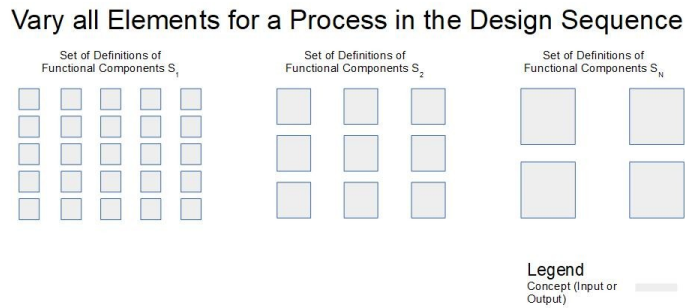 Vary all Elements for a Process in the Design Sequence
Set of Definitions of
Functional Components S1
Set of Definitions of
Functional Components S2
Set of Definitions of
Functional Components SN
Legend
Concept (Input or
Output)